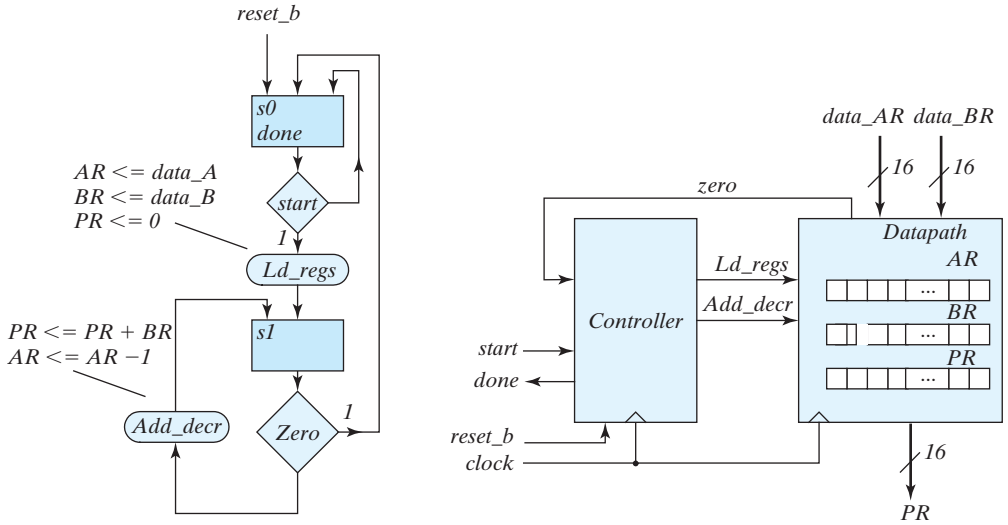 reset_b
s0
done
AR <= data_A
BR <= data_B
PR <= 0
start
1
Ld_regs
s1
PR <= PR + BR
AR <= AR −1
Add_decr
Zero
1
data_AR data_BR
16
16
zero
Datapath
AR
Ld_regs
...
Add_decr
BR
Controller
...
PR
start
...
done
reset_b
clock
16
PR